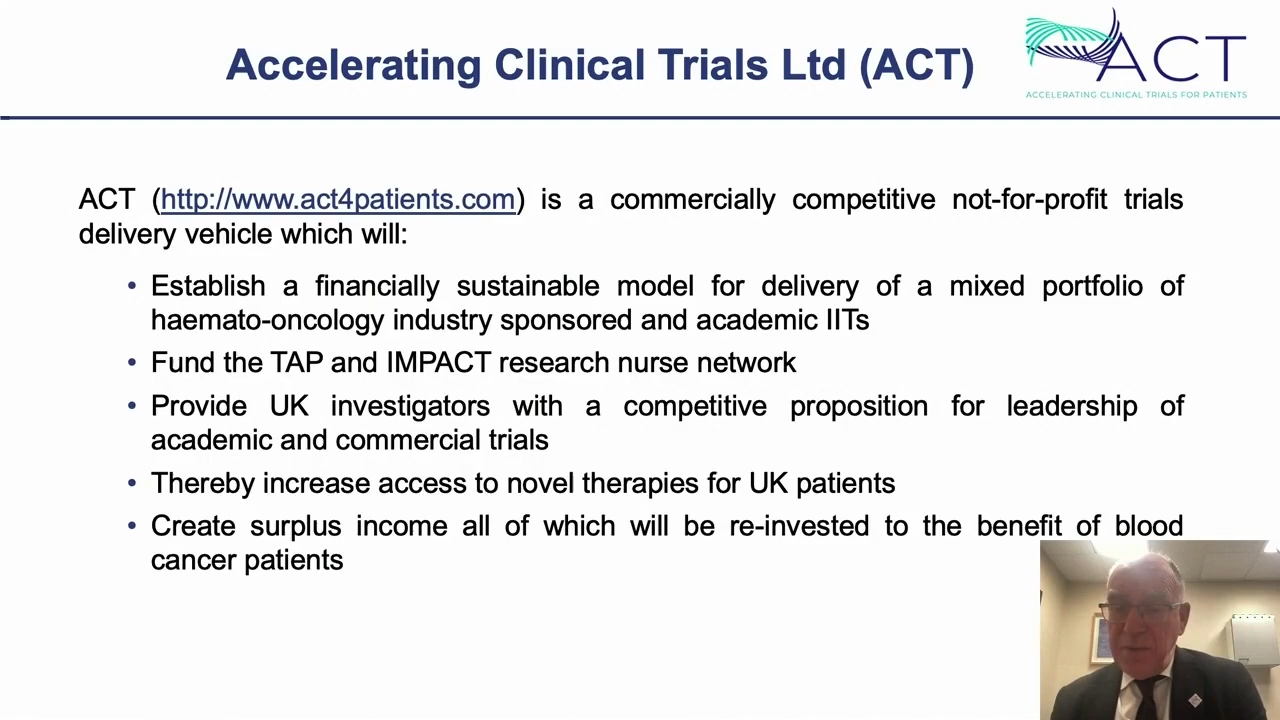 Accelerating Clinical Trials Ltd (ACT)
ACT
ACCELERATING CLINICAL TRIALS FOR PATIENTS
ACT (http://www.act4patients.com) is a commercially competitive not-for-profit trials
delivery vehicle which will:
• Establish a financially sustainable model for delivery of a mixed portfolio of
haemato-oncology industry sponsored and academic IITs
• Fund the TAP and IMPACT research nurse network
• Provide UK investigators with a competitive proposition for leadership of
academic and commercial trials
• Thereby increase access to novel therapies for UK patients
• Create surplus income all of which will be re-invested to the benefit of blood
cancer patients